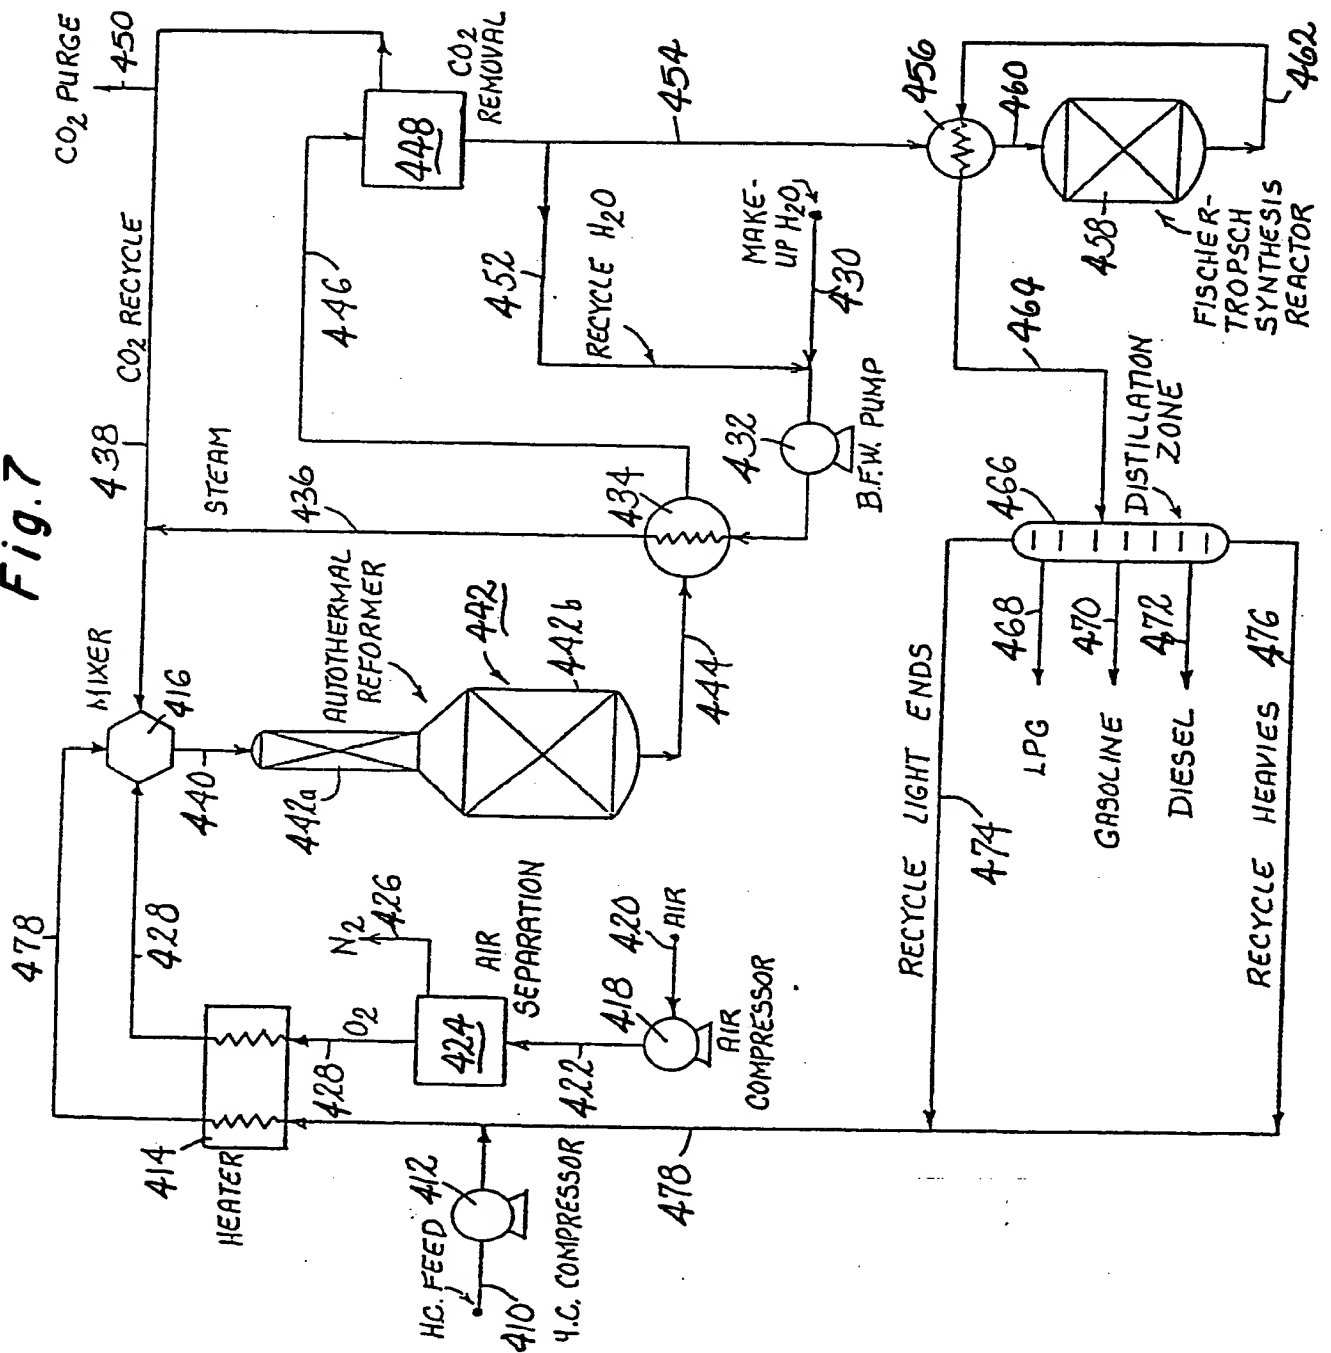 Fig.7
CO2 PURGE
450
CO2 RECYCLE
438
STEAM
436
446
448
CO2
REMOVAL
454
452
RECYCLE H2O
MAKE-
UP H2O
430
432
B.F.W. PUMP
434
456
460
458
462
FISCHER-
TROPSCH
SYNTHESIS
REACTOR
464
466
DISTILLATION
ZONE
468
470
472
LPG
GASOLINE
DIESEL
RECYCLE LIGHT ENDS
474
RECYCLE HEAVIES
476
MIXER
416
440
AUTOTHERMAL
REFORMER
442
442a
442b
444
478
428
414
HEATER
428
O2
N2
426
424
AIR
SEPARATION
422
418
420
AIR
AIR
COMPRESSOR
H.C. FEED
410
412
H.C. COMPRESSOR
478